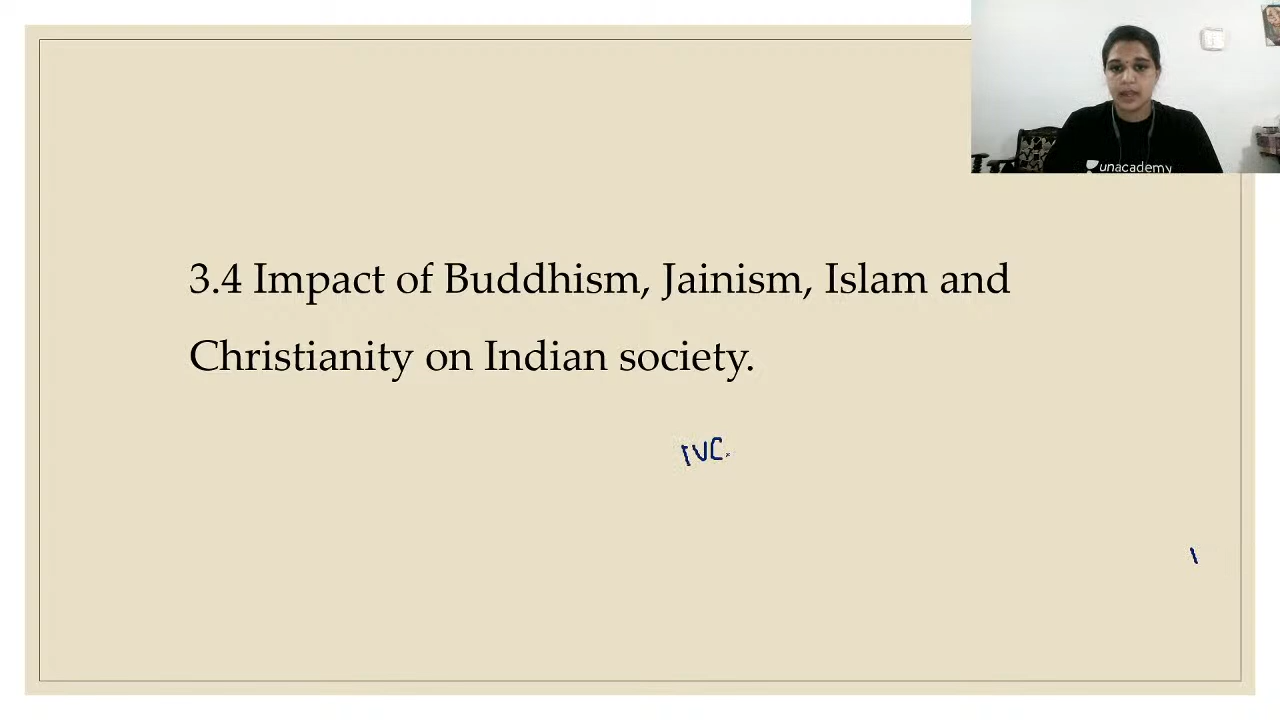 unacademy
3.4 Impact of Buddhism, Jainism, Islam and
Christianity on Indian society.
IVC.